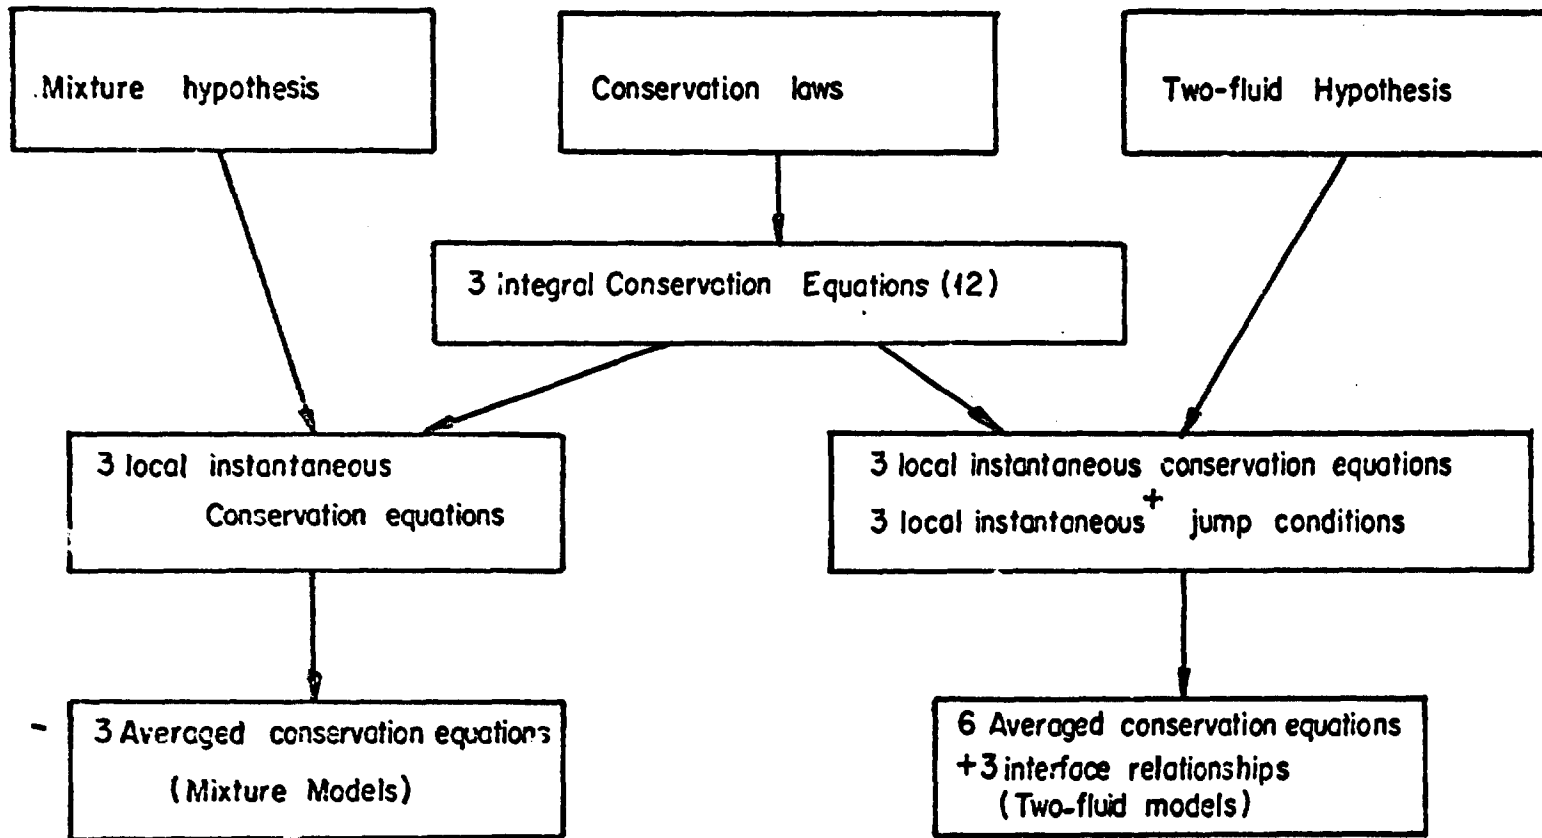 Mixture hypothesis
Conservation laws
Two-fluid Hypothesis
3 integral Conservation Equations (12)
3 local instantaneous
Conservation equations
3 local instantaneous conservation equations
+
3 local instantaneous jump conditions
3 Averaged conservation equations
(Mixture Models)
6 Averaged conservation equations
+3 interface relationships
(Two-fluid models)